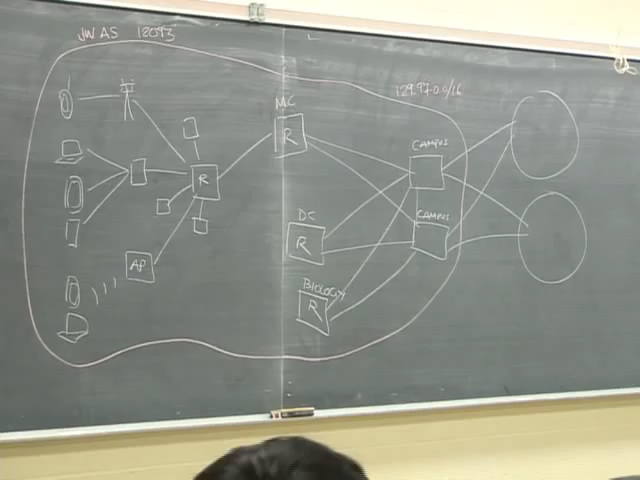 UW AS 12093
129.97.0.0/16
MC
R
CAMPUS
R
AP
DC
R
CAMPUS
BIOLOGY
R